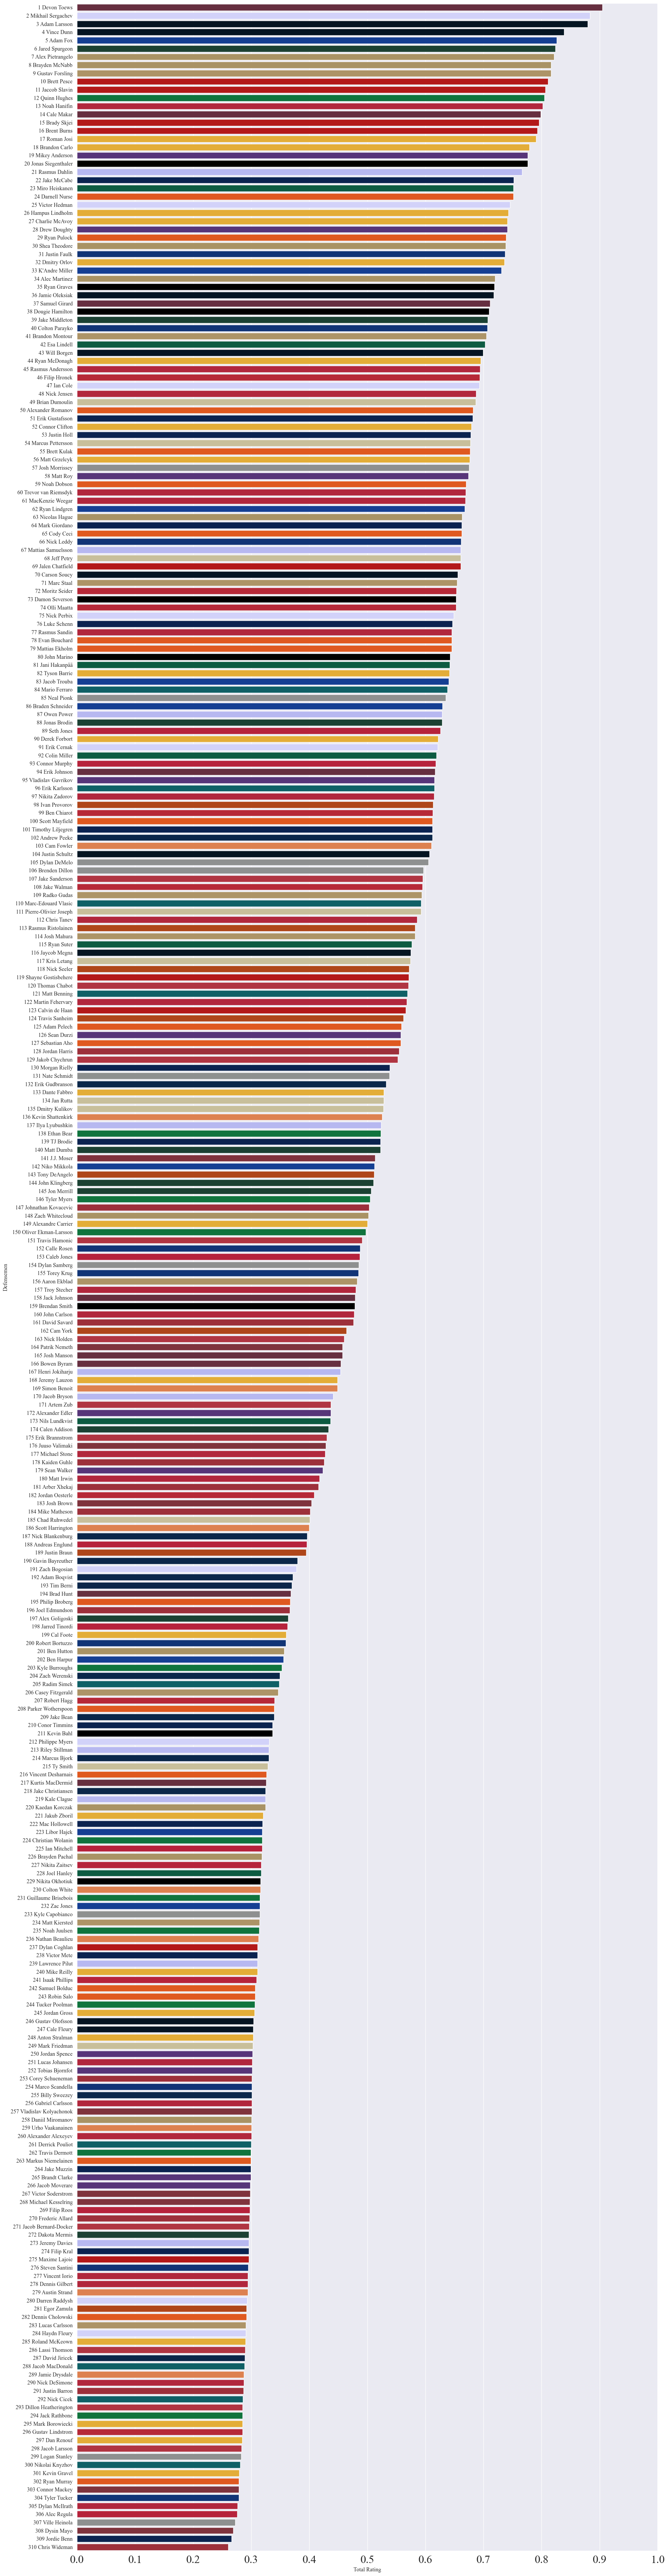 1 Devon Toews
2 Mikhail Sergachev
3 Adam Larsson
4 Vince Dunn
5 Adam Fox
6 Jared Spurgeon
7 Alex Pietrangelo
8 Brayden McNabb
9 Gustav Forsling
10 Brett Pesce
11 Jaccob Slavin
12 Quinn Hughes
13 Noah Hanifin
14 Cale Makar
15 Brady Skjei
16 Brent Burns
17 Roman Josi
18 Brandon Carlo
19 Mikey Anderson
20 Jonas Siegenthaler
21 Rasmus Dahlin
22 Jake McCabe
23 Miro Heiskanen
24 Darnell Nurse
25 Victor Hedman
26 Hampus Lindholm
27 Charlie McAvoy
28 Drew Doughty
29 Ryan Pulock
30 Shea Theodore
31 Justin Faulk
32 Dmitry Orlov
33 K'Andre Miller
34 Alec Martinez
35 Ryan Graves
36 Jamie Oleksiak
37 Samuel Girard
38 Dougie Hamilton
39 Jake Middleton
40 Colton Parayko
41 Brandon Montour
42 Esa Lindell
43 Will Borgen
44 Ryan McDonagh
45 Rasmus Andersson
46 Filip Hronek
47 Ian Cole
48 Nick Jensen
49 Brian Dumoulin
50 Alexander Romanov
51 Erik Gustafsson
52 Connor Clifton
53 Justin Holl
54 Marcus Pettersson
55 Brett Kulak
56 Matt Grzelcyk
57 Josh Morrissey
58 Matt Roy
59 Noah Dobson
60 Trevor van Riemsdyk
61 MacKenzie Weegar
62 Ryan Lindgren
63 Nicolas Hague
64 Mark Giordano
65 Cody Ceci
66 Nick Leddy
67 Mattias Samuelsson
68 Jeff Petry
69 Jalen Chatfield
70 Carson Soucy
71 Marc Staal
72 Moritz Seider
73 Damon Severson
74 Olli Maatta
75 Nick Perbix
76 Luke Schenn
77 Rasmus Sandin
78 Evan Bouchard
79 Mattias Ekholm
80 John Marino
81 Jani Hakanpää
82 Tyson Barrie
83 Jacob Trouba
84 Mario Ferraro
85 Neal Pionk
86 Braden Schneider
87 Owen Power
88 Jonas Brodin
89 Seth Jones
90 Derek Forbort
91 Erik Cernak
92 Colin Miller
93 Connor Murphy
94 Erik Johnson
95 Vladislav Gavrikov
96 Erik Karlsson
97 Nikita Zadorov
98 Ivan Provorov
99 Ben Chiarot
100 Scott Mayfield
101 Timothy Liljegren
102 Andrew Peeke
103 Cam Fowler
104 Justin Schultz
105 Dylan DeMelo
106 Brenden Dillon
107 Jake Sanderson
108 Jake Walman
109 Radko Gudas
110 Marc-Edouard Vlasic
111 Pierre-Olivier Joseph
112 Chris Tanev
113 Rasmus Ristolainen
114 Josh Mahura
115 Ryan Suter
116 Jaycob Megna
117 Kris Letang
118 Nick Seeler
119 Shayne Gostisbehere
120 Thomas Chabot
121 Matt Benning
122 Martin Fehervary
123 Calvin de Haan
124 Travis Sanheim
125 Adam Pelech
126 Sean Durzi
127 Sebastian Aho
128 Jordan Harris
129 Jakob Chychrun
130 Morgan Rielly
131 Nate Schmidt
132 Erik Gudbranson
133 Dante Fabbro
134 Jan Rutta
135 Dmitry Kulikov
136 Kevin Shattenkirk
137 Ilya Lyubushkin
138 Ethan Bear
139 TJ Brodie
140 Matt Dumba
141 J.J. Moser
142 Niko Mikkola
143 Tony DeAngelo
144 John Klingberg
145 Jon Merrill
146 Tyler Myers
147 Johnathan Kovacevic
148 Zach Whitecloud
149 Alexandre Carrier
150 Oliver Ekman-Larsson
151 Travis Hamonic
152 Calle Rosen
153 Caleb Jones
154 Dylan Samberg
155 Torey Krug
156 Aaron Ekblad
157 Troy Stecher
158 Jack Johnson
159 Brendan Smith
160 John Carlson
161 David Savard
162 Cam York
163 Nick Holden
164 Patrik Nemeth
165 Josh Manson
166 Bowen Byram
167 Henri Jokiharju
168 Jeremy Lauzon
169 Simon Benoit
170 Jacob Bryson
171 Artem Zub
172 Alexander Edler
173 Nils Lundkvist
174 Calen Addison
175 Erik Brannstrom
176 Juuso Valimaki
177 Michael Stone
178 Kaiden Guhle
179 Sean Walker
180 Matt Irwin
181 Arber Xhekaj
182 Jordan Oesterle
183 Josh Brown
184 Mike Matheson
185 Chad Ruhwedel
186 Scott Harrington
187 Nick Blankenburg
188 Andreas Englund
189 Justin Braun
190 Gavin Bayreuther
191 Zach Bogosian
192 Adam Boqvist
193 Tim Berni
194 Brad Hunt
195 Philip Broberg
196 Joel Edmundson
197 Alex Goligoski
198 Jarred Tinordi
199 Cal Foote
200 Robert Bortuzzo
201 Ben Hutton
202 Ben Harpur
203 Kyle Burroughs
204 Zach Werenski
205 Radim Simek
206 Casey Fitzgerald
207 Robert Hagg
208 Parker Wotherspoon
209 Jake Bean
210 Conor Timmins
211 Kevin Bahl
212 Philippe Myers
213 Riley Stillman
214 Marcus Bjork
215 Ty Smith
216 Vincent Desharnais
217 Kurtis MacDermid
218 Jake Christiansen
219 Kale Clague
220 Kaedan Korczak
221 Jakub Zboril
222 Mac Hollowell
223 Libor Hajek
224 Christian Wolanin
225 Ian Mitchell
226 Brayden Pachal
227 Nikita Zaitsev
228 Joel Hanley
229 Nikita Okhotiuk
230 Colton White
231 Guillaume Brisebois
232 Zac Jones
233 Kyle Capobianco
234 Matt Kiersted
235 Noah Juulsen
236 Nathan Beaulieu
237 Dylan Coghlan
238 Victor Mete
239 Lawrence Pilut
240 Mike Reilly
241 Isaak Phillips
242 Samuel Bolduc
243 Robin Salo
244 Tucker Poolman
245 Jordan Gross
246 Gustav Olofsson
247 Cale Fleury
248 Anton Stralman
249 Mark Friedman
250 Jordan Spence
251 Lucas Johansen
252 Tobias Bjornfot
253 Corey Schueneman
254 Marco Scandella
255 Billy Sweezey
256 Gabriel Carlsson
257 Vladislav Kolyachonok
258 Daniil Miromanov
259 Urho Vaakanainen
260 Alexander Alexeyev
261 Derrick Pouliot
262 Travis Dermott
263 Markus Niemelainen
264 Jake Muzzin
265 Brandt Clarke
266 Jacob Moverare
267 Victor Soderstrom
268 Michael Kesselring
269 Filip Roos
270 Frederic Allard
271 Jacob Bernard-Docker
272 Dakota Mermis
273 Jeremy Davies
274 Filip Kral
275 Maxime Lajoie
276 Steven Santini
277 Vincent Iorio
278 Dennis Gilbert
279 Austin Strand
280 Darren Raddysh
281 Egor Zamula
282 Dennis Cholowski
283 Lucas Carlsson
284 Haydn Fleury
285 Roland McKeown
286 Lassi Thomson
287 David Jiricek
288 Jacob MacDonald
289 Jamie Drysdale
290 Nick DeSimone
291 Justin Barron
292 Nick Cicek
293 Dillon Heatherington
294 Jack Rathbone
295 Mark Borowiecki
296 Gustav Lindstrom
297 Dan Renouf
298 Jacob Larsson
299 Logan Stanley
300 Nikolai Knyzhov
301 Kevin Gravel
302 Ryan Murray
303 Connor Mackey
304 Tyler Tucker
305 Dylan McIlrath
306 Alec Regula
307 Ville Heinola
308 Dysin Mayo
309 Jordie Benn
310 Chris Wideman
Defensemen
0.0 0.1 0.2 0.3 0.4 0.5 0.6 0.7 0.8 0.9 1.0
Total Rating